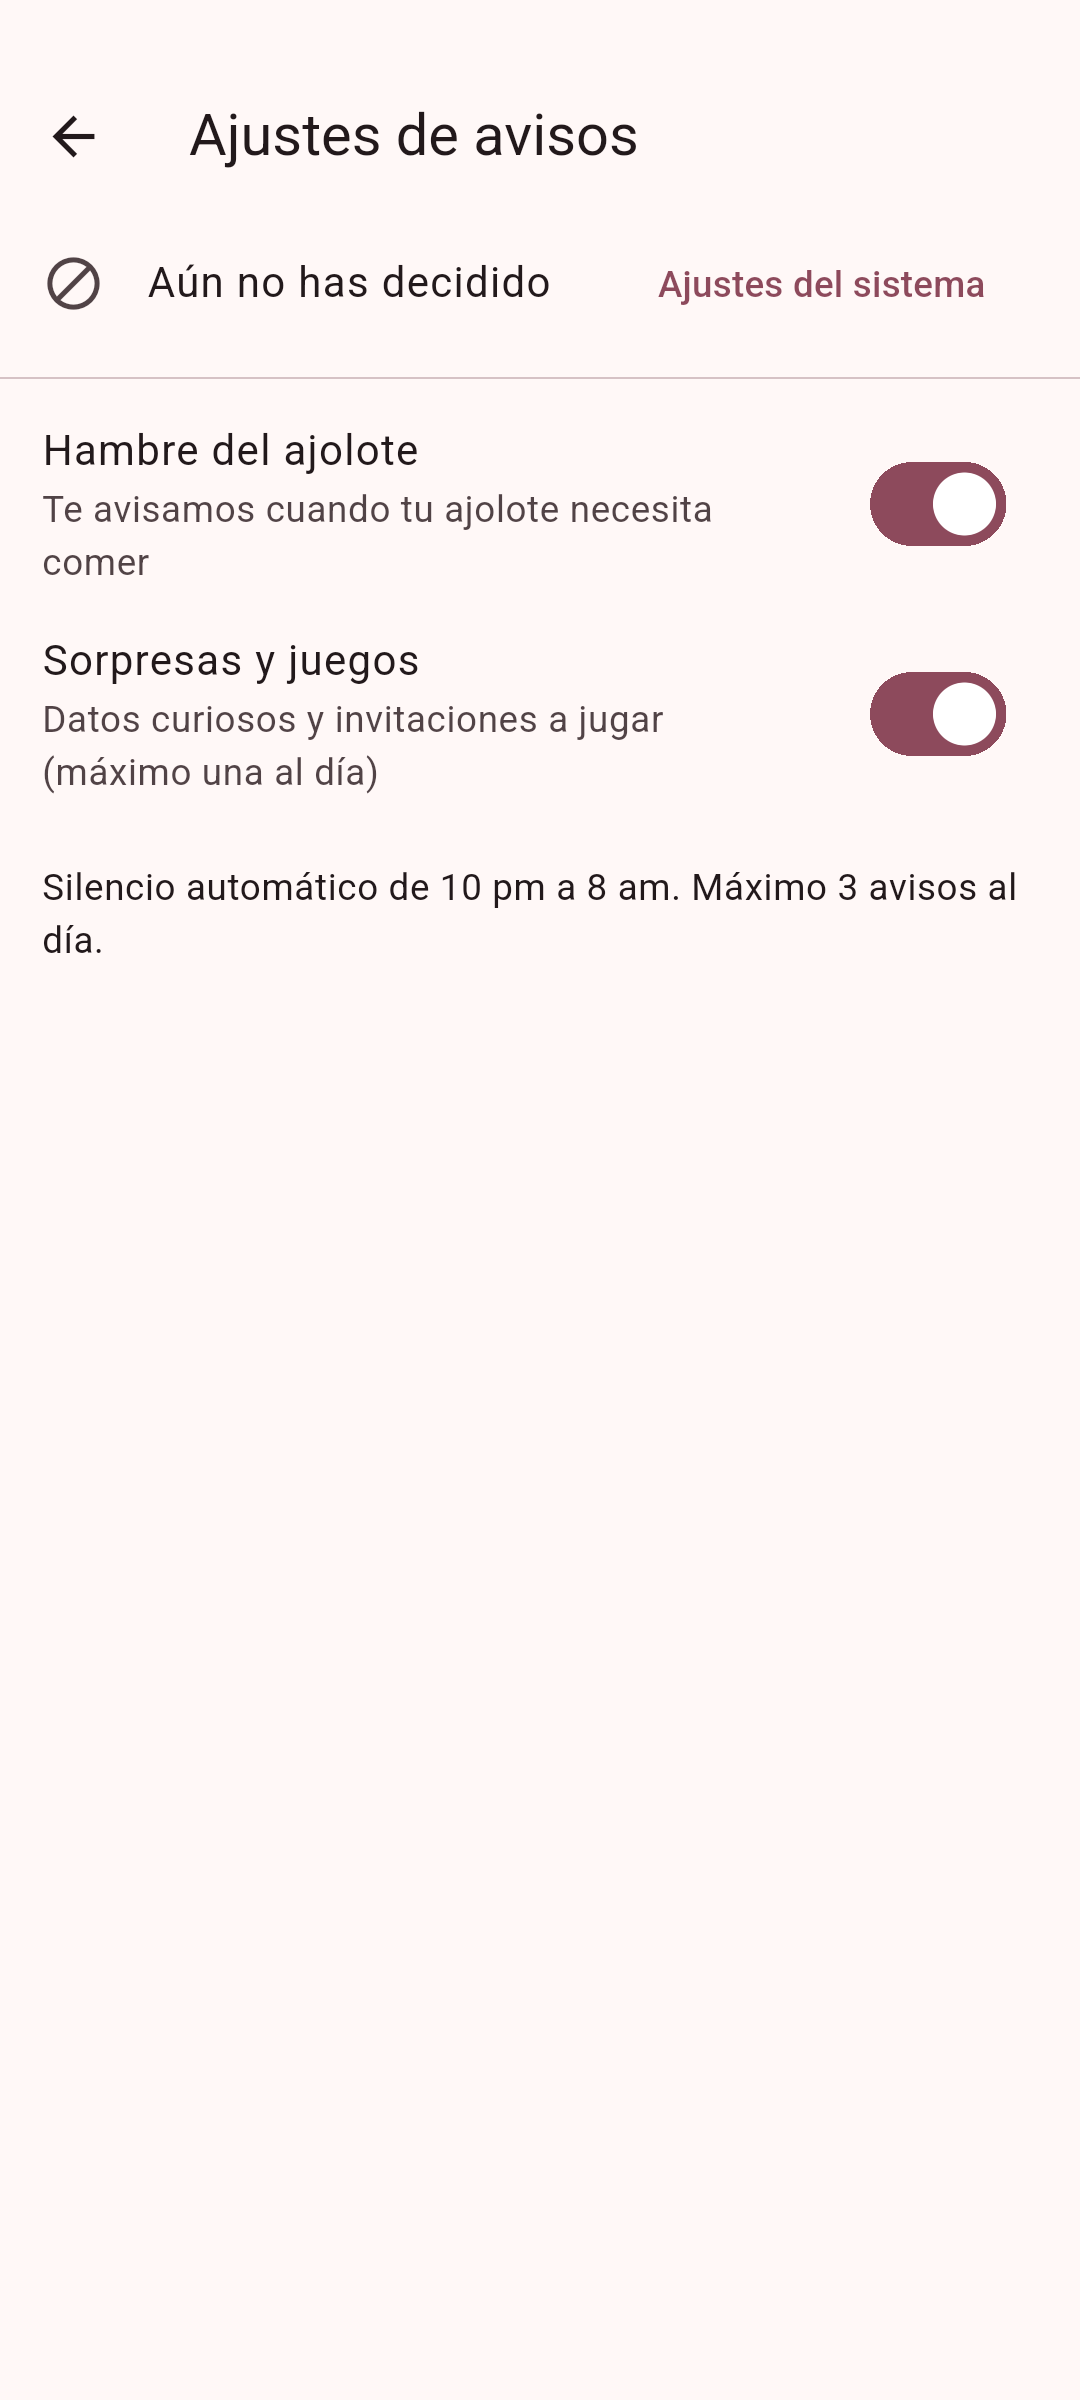 Ajustes de avisos
Aún no has decidido
Ajustes del sistema
Hambre del ajolote
Te avisamos cuando tu ajolote necesita
comer
Sorpresas y juegos
Datos curiosos y invitaciones a jugar
(máximo una al día)
Silencio automático de 10 pm a 8 am. Máximo 3 avisos al
día.